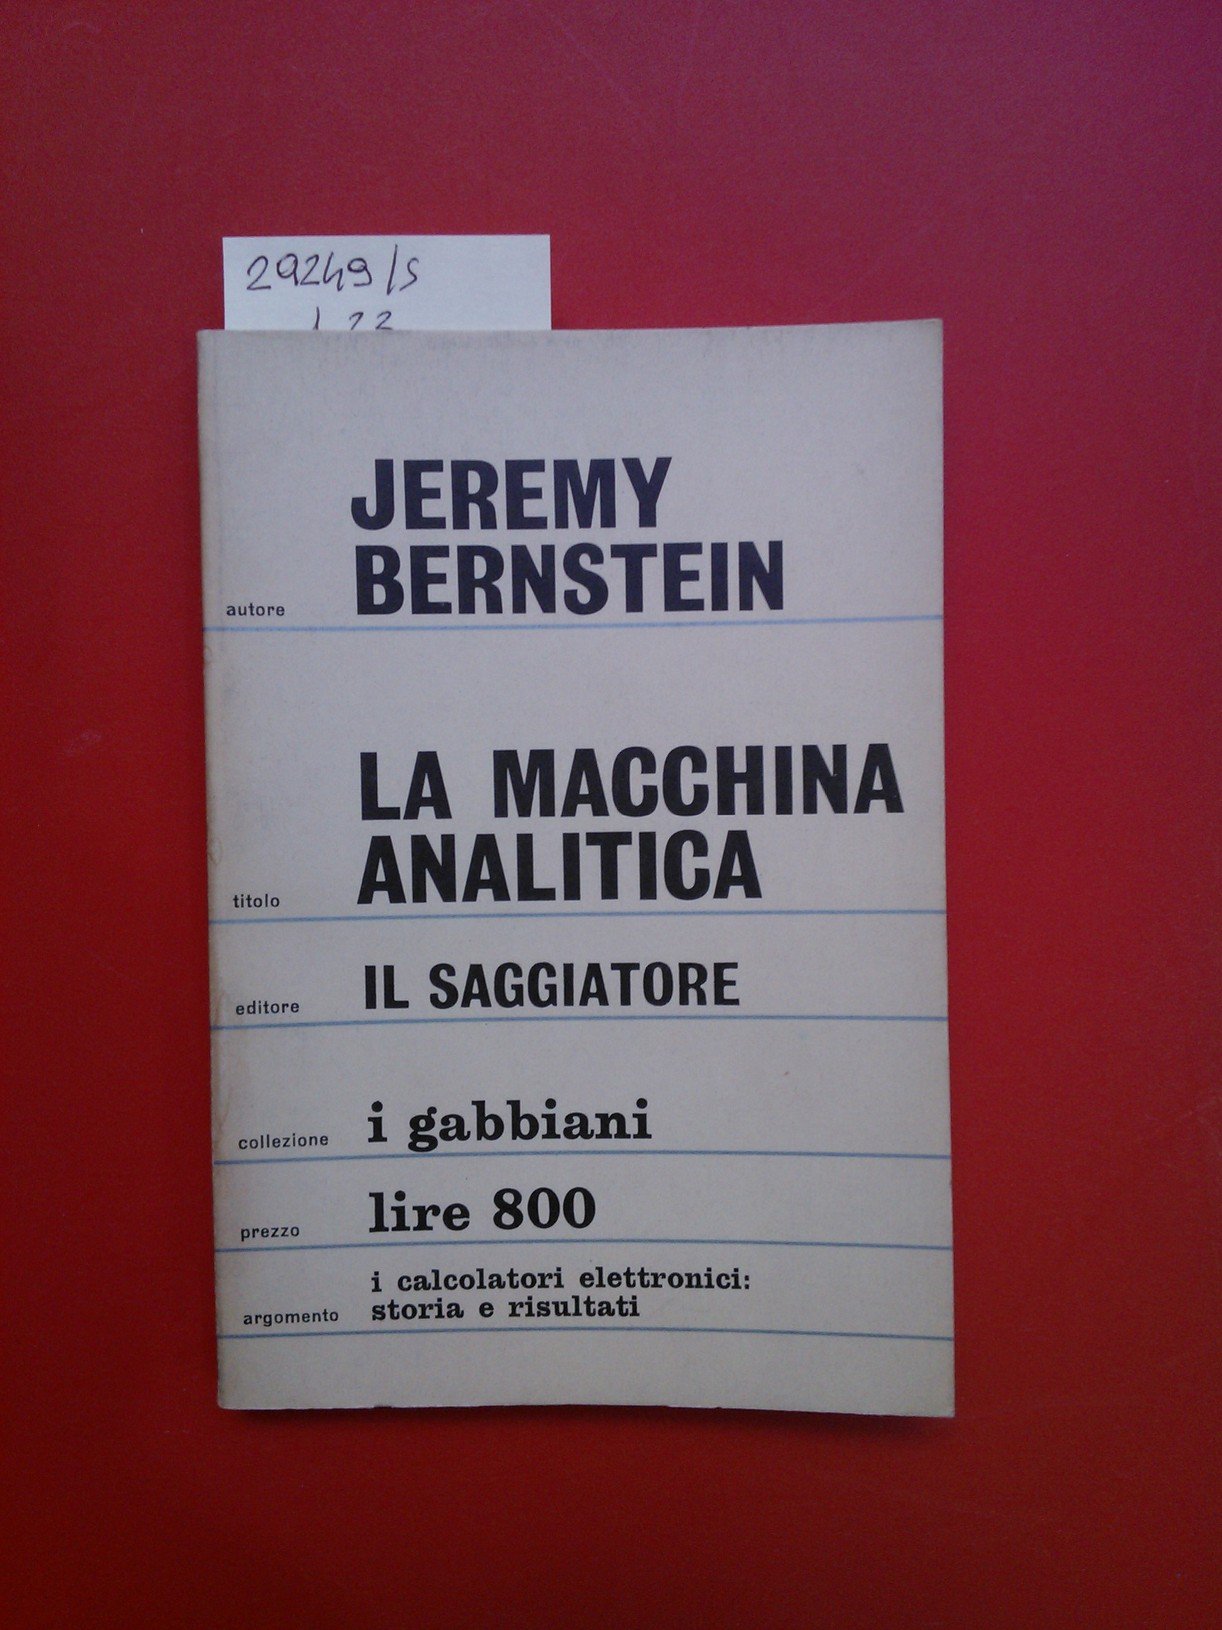 29249/S
JEREMY
BERNSTEIN
autore
LA MACCHINA
ANALITICA
titolo
IL SAGGIATORE
editore
i gabbiani
collezione
lire 800
prezzo
i calcolatori elettronici:
storia e risultati
argomento